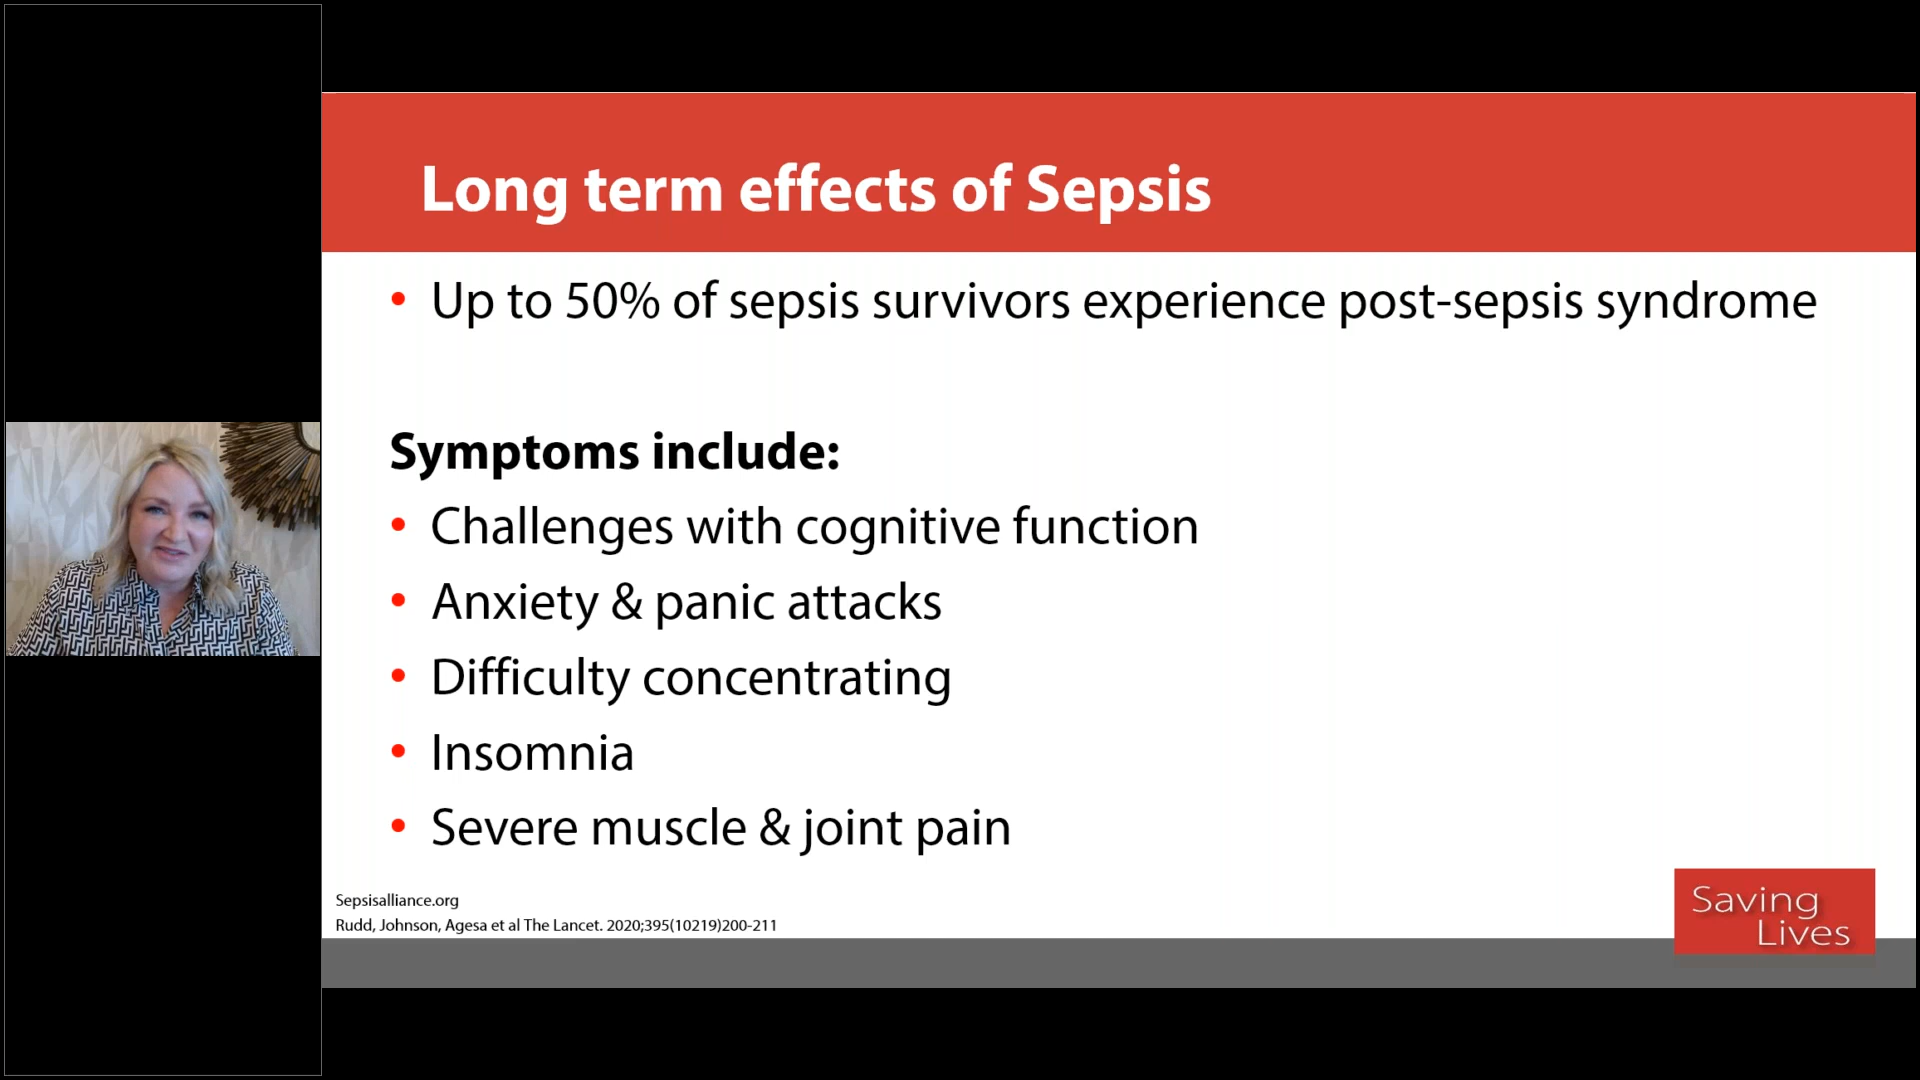 Long term effects of Sepsis
• Up to 50% of sepsis survivors experience post-sepsis syndrome
Symptoms include:
• Challenges with cognitive function
• Anxiety & panic attacks
• Difficulty concentrating
• Insomnia
• Severe muscle & joint pain
Sepsisalliance.org
Rudd, Johnson, Agesa et al The Lancet. 2020;395(10219)200-211
Saving
Lives